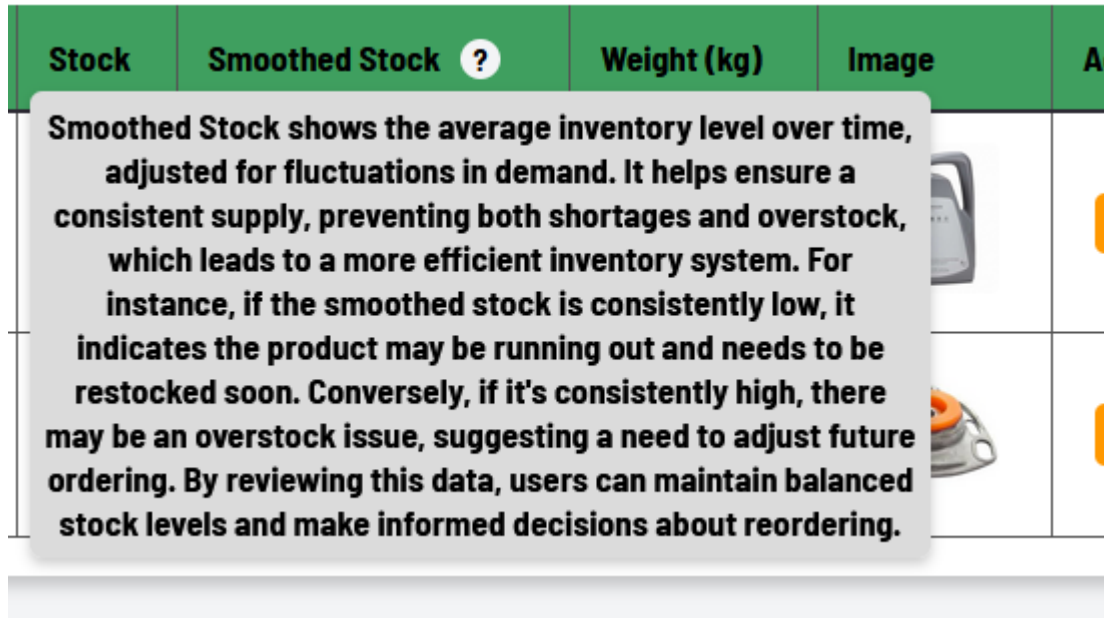 Stock Smoothed Stock ? Weight (kg) Image A
Smoothed Stock shows the average inventory level over time,
adjusted for fluctuations in demand. It helps ensure a
consistent supply, preventing both shortages and overstock,
which leads to a more efficient inventory system. For
instance, if the smoothed stock is consistently low, it
indicates the product may be running out and needs to be
restocked soon. Conversely, if it's consistently high, there
may be an overstock issue, suggesting a need to adjust future
ordering. By reviewing this data, users can maintain balanced
stock levels and make informed decisions about reordering.